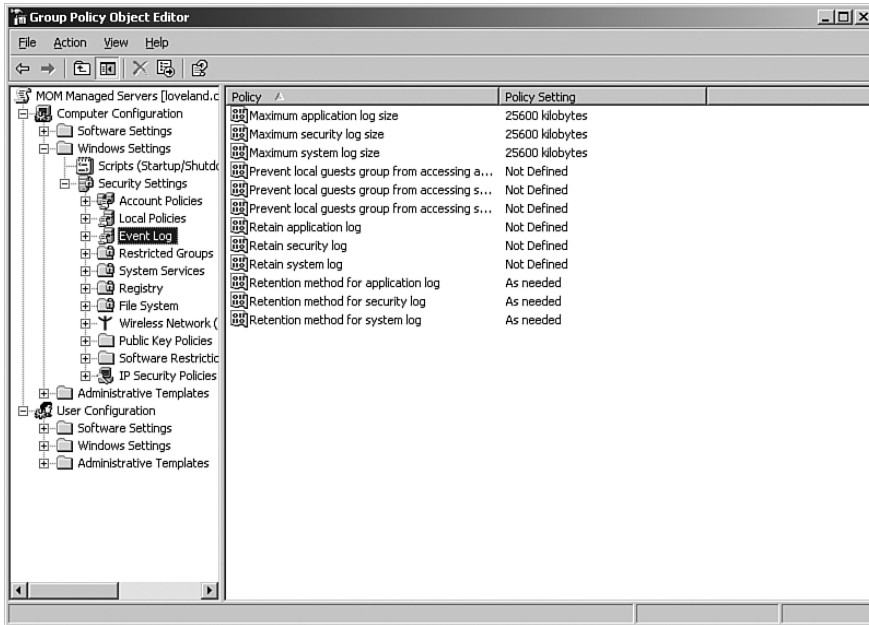 Group Policy Object Editor
File Action View Help
MOM Managed Servers [loveland.c
Computer Configuration
Software Settings
Windows Settings
Scripts (Startup/Shutdo
Security Settings
Account Policies
Local Policies
Event Log
Restricted Groups
System Services
Registry
File System
Wireless Network (
Public Key Policies
Software Restrictic
IP Security Policies
Administrative Templates
User Configuration
Software Settings
Windows Settings
Administrative Templates
Policy Policy Setting
Maximum application log size 25600 kilobytes
Maximum security log size 25600 kilobytes
Maximum system log size 25600 kilobytes
Prevent local guests group from accessing a... Not Defined
Prevent local guests group from accessing s... Not Defined
Prevent local guests group from accessing s... Not Defined
Retain application log Not Defined
Retain security log Not Defined
Retain system log Not Defined
Retention method for application log As needed
Retention method for security log As needed
Retention method for system log As needed